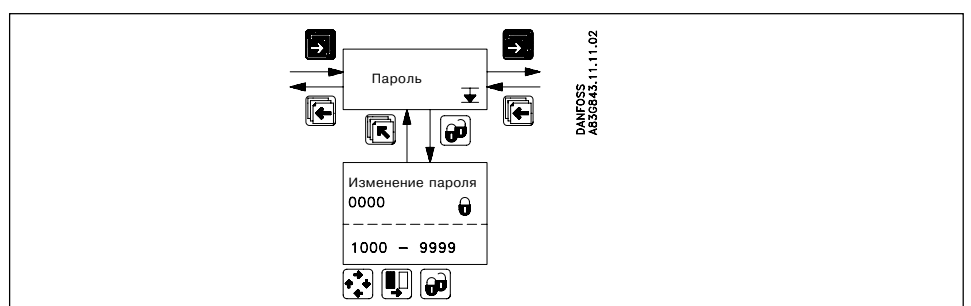 Пароль
DANFOSS
A83G843.11.11.02
Изменение пароля
0000
1000 – 9999